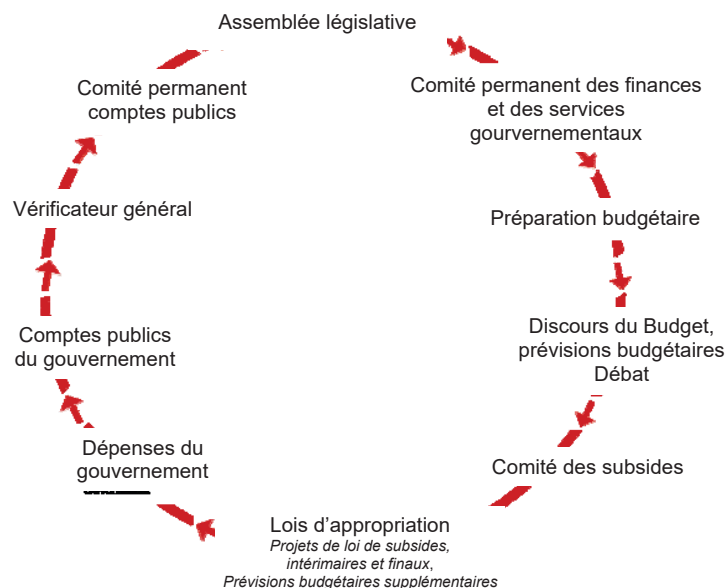 Assemblée législative
Comité permanent des finances
et des services
gourvernementaux
Préparation budgétaire
Discours du Budget,
prévisions budgétaires
Débat
Comité des subsides
Lois d'appropriation
Projets de loi de subsides,
intérimaires et finaux,
Prévisions budgétaires supplémentaires
Dépenses du
gouvernement
Comptes publics
du gouvernement
Vérificateur général
Comité permanent
comptes publics